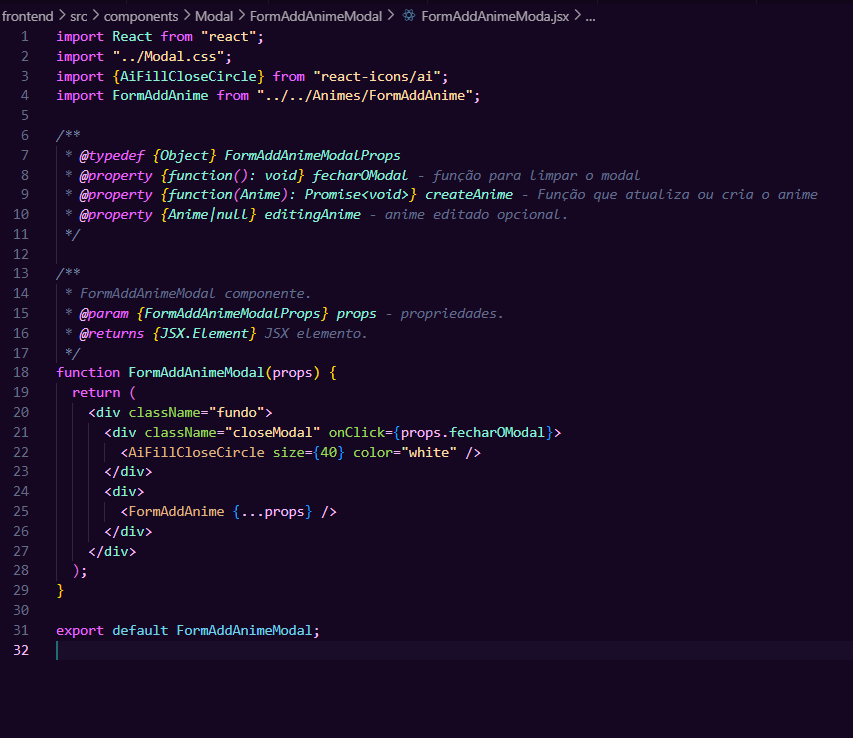 frontend > src > components > Modal > FormAddAnimeModal > FormAddAnimeModa.jsx > ...
1 import React from "react";
2 import "../Modal.css";
3 import {AiFillCloseCircle} from "react-icons/ai";
4 import FormAddAnime from "../../Animes/FormAddAnime";
5
6 /**
7 * @typedef {Object} FormAddAnimeModalProps
8 * @property {function(): void} fecharOModal - função para limpar o modal
9 * @property {function(Anime): Promise<void>} createAnime - Função que atualiza ou cria o anime
10 * @property {Anime|null} editingAnime - anime editado opcional.
11 */
12
13 /**
14 * FormAddAnimeModal componente.
15 * @param {FormAddAnimeModalProps} props - propriedades.
16 * @returns {JSX.Element} JSX elemento.
17 */
18 function FormAddAnimeModal(props) {
19 return (
20 <div className="fundo">
21 <div className="closeModal" onClick={props.fecharOModal}>
22 <AiFillCloseCircle size={40} color="white" />
23 </div>
24 <div>
25 <FormAddAnime {...props} />
26 </div>
27 </div>
28 );
29 }
30
31 export default FormAddAnimeModal;
32